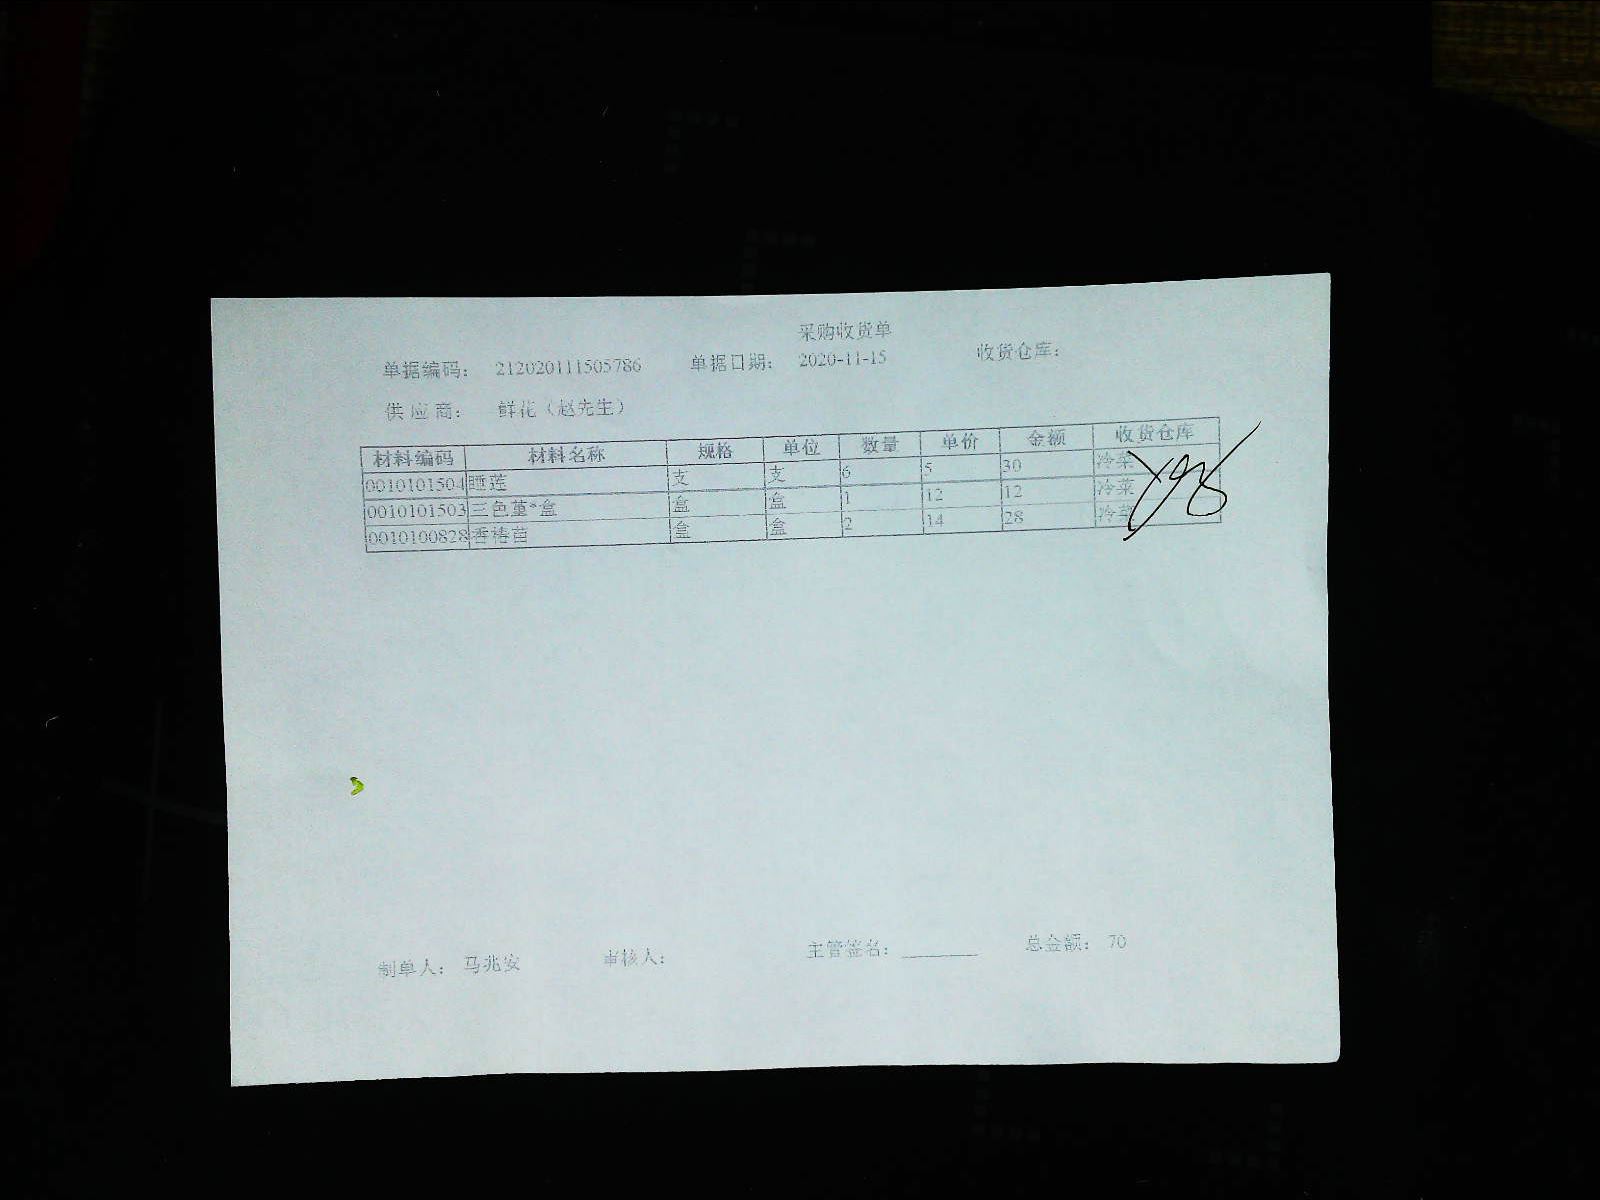 采购收货单
单据编码： 212020111505786 单据日期： 2020-11-15 收货仓库：
供应商： 鲜花（赵先生）
材料编码 材料名称 规格 单位 数量 单价 金额 收货仓库
0010101504 睡莲 支 支 6 5 30 冷菜
0010101503 三色堇*盒 盒 盒 1 12 12 冷菜
0010100828 香椿苗 盒 盒 2 14 28 冷菜
制单人： 马兆安 审核人： 主管签名： 总金额： 70